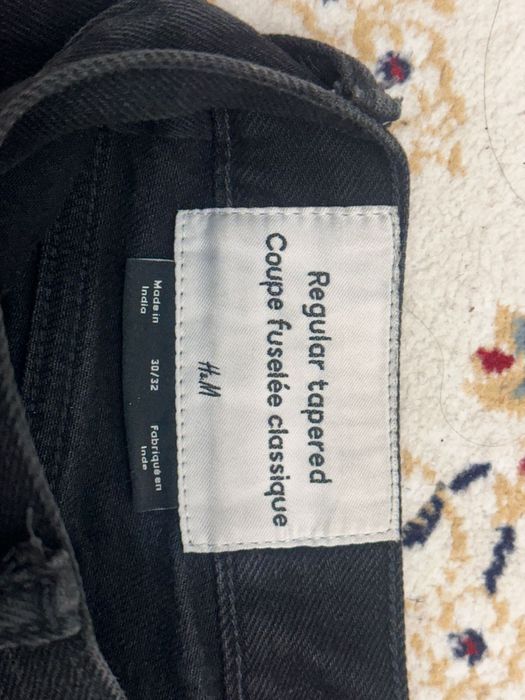 Regular tapered
Coupe fuselée classique
H&M
Made in
India
30/32
Fabriqué en
Inde